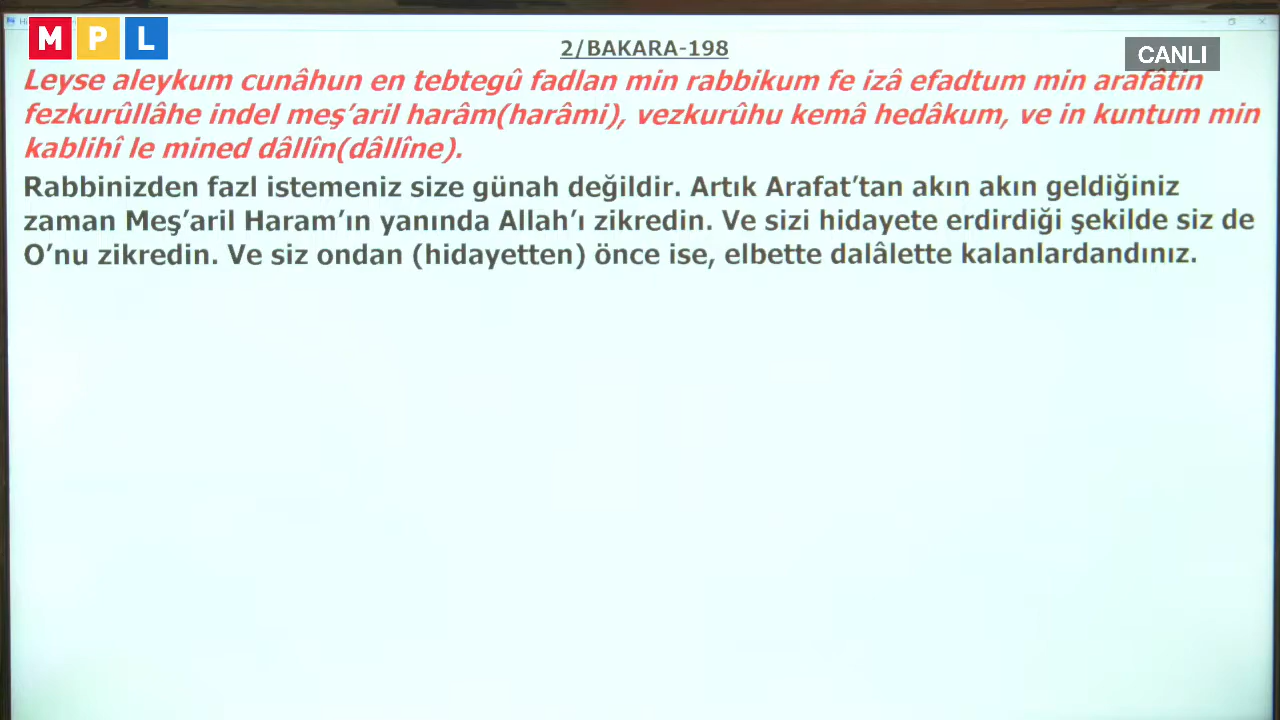 M P L
2/BAKARA-198
CANLI
Leyse aleykum cunâhun en tebtegû fadlan min rabbikum fe izâ efadtum min arafâtin
fezkurûllâhe indel meş’aril harâm(harâmi), vezkurûhu kemâ hedâkum, ve in kuntum min
kablihî le mined dâllîn(dâllîne).
Rabbinizden fazl istemeniz size günah değildir. Artık Arafat’tan akın akın geldiğiniz
zaman Meş’aril Haram’ın yanında Allah’ı zikredin. Ve sizi hidayete erdirdiği şekilde siz de
O’nu zikredin. Ve siz ondan (hidayetten) önce ise, elbette dalâlette kalanlardandınız.